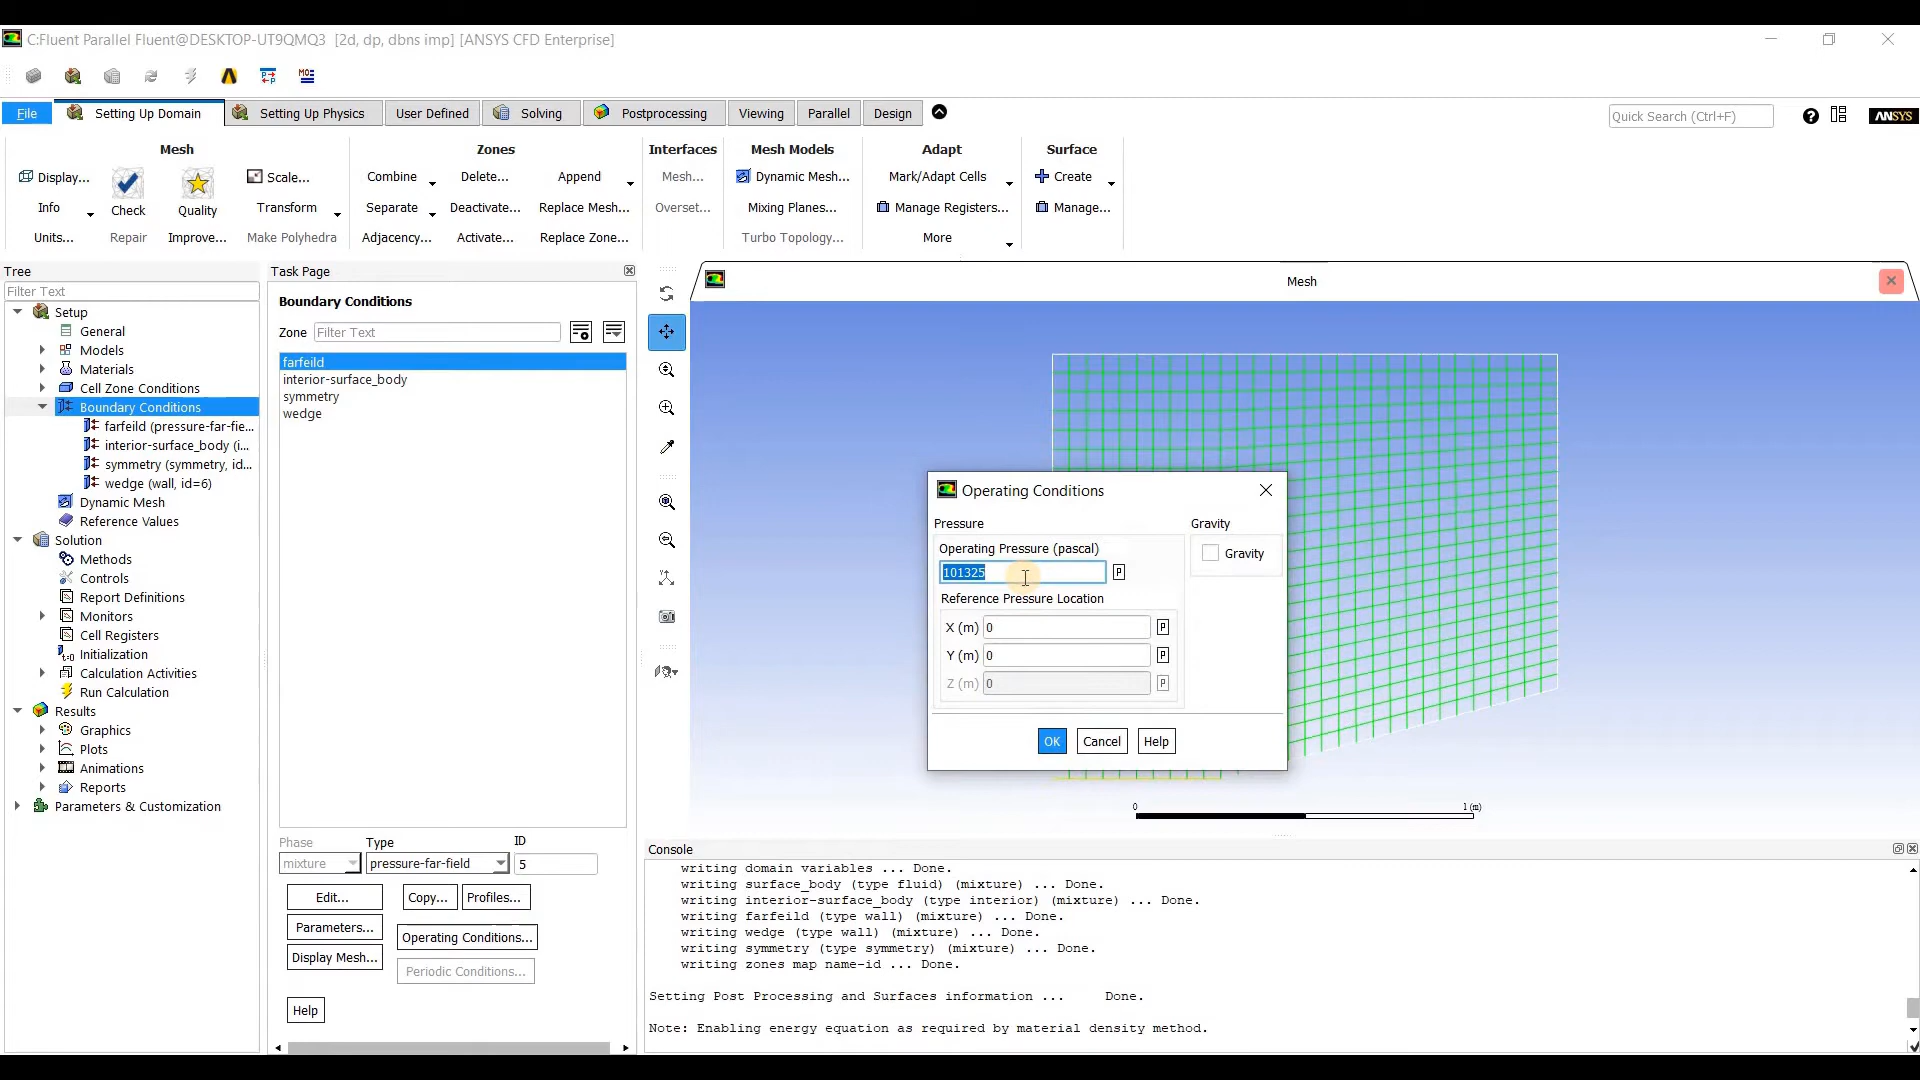 C:Fluent Parallel Fluent@DESKTOP-UT9QMQ3 [2d, dp, dbns imp] [ANSYS CFD Enterprise]
File
Setting Up Domain
Setting Up Physics
User Defined
Solving
Postprocessing
Viewing
Parallel
Design
Quick Search (Ctrl+F)
ANSYS
Mesh
Display...
Info
Units...
Check
Repair
Quality
Improve...
Scale...
Transform
Make Polyhedra
Zones
Combine
Separate
Adjacency...
Delete...
Deactivate...
Activate...
Append
Replace Mesh...
Replace Zone...
Interfaces
Mesh...
Overset...
Mesh Models
Dynamic Mesh...
Mixing Planes...
Turbo Topology...
Adapt
Mark/Adapt Cells
Manage Registers...
More
Surface
Create
Manage...
Tree
Filter Text
Setup
General
Models
Materials
Cell Zone Conditions
Boundary Conditions
farfeild (pressure-far-fie...
interior-surface_body (i...
symmetry (symmetry, id...
wedge (wall, id=6)
Dynamic Mesh
Reference Values
Solution
Methods
Controls
Report Definitions
Monitors
Cell Registers
Initialization
Calculation Activities
Run Calculation
Results
Graphics
Plots
Animations
Reports
Parameters & Customization
Task Page
Boundary Conditions
Zone Filter Text
farfeild
interior-surface_body
symmetry
wedge
Phase Type ID
mixture pressure-far-field 5
Edit... Copy... Profiles...
Parameters... Operating Conditions...
Display Mesh... Periodic Conditions...
Help
Mesh
Operating Conditions
Pressure
Operating Pressure (pascal)
101325 P
Reference Pressure Location
X (m) 0 P
Y (m) 0 P
Z (m) 0 P
Gravity
Gravity
OK Cancel Help
0 1 (m)
Console
writing domain variables ... Done.
writing surface_body (type fluid) (mixture) ... Done.
writing interior-surface_body (type interior) (mixture) ... Done.
writing farfeild (type wall) (mixture) ... Done.
writing wedge (type wall) (mixture) ... Done.
writing symmetry (type symmetry) (mixture) ... Done.
writing zones map name-id ... Done.
Setting Post Processing and Surfaces information ... Done.
Note: Enabling energy equation as required by material density method.